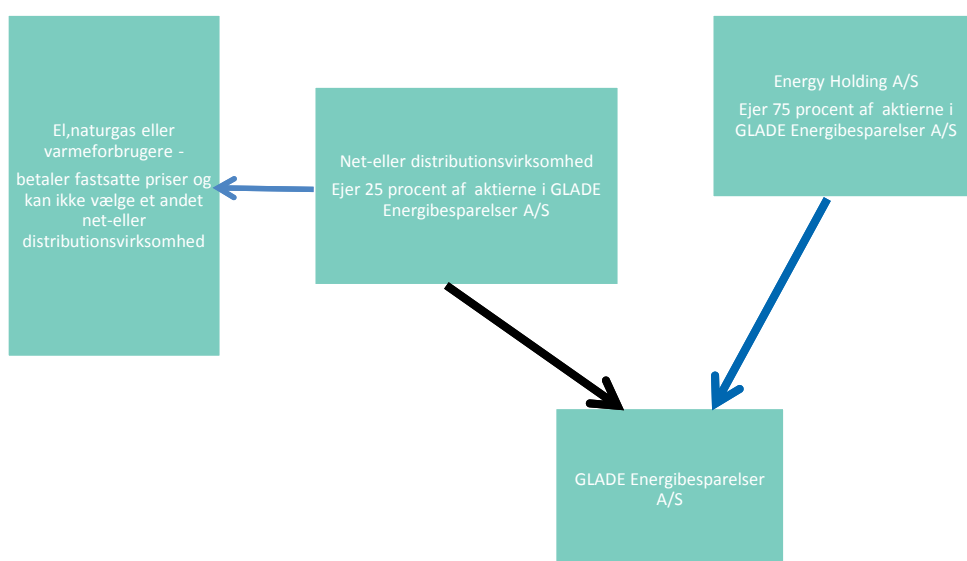 El,naturgas eller
varmeforbrugere -
betaler fastsatte priser og
kan ikke vælge et andet
net-eller
distributionsvirksomhed
Net-eller distributionsvirksomhed
Ejer 25 procent af aktierne i GLADE
Energibesparelser A/S
Energy Holding A/S
Ejer 75 procent af aktierne i
GLADE Energibesparelser A/S
GLADE Energibesparelser
A/S